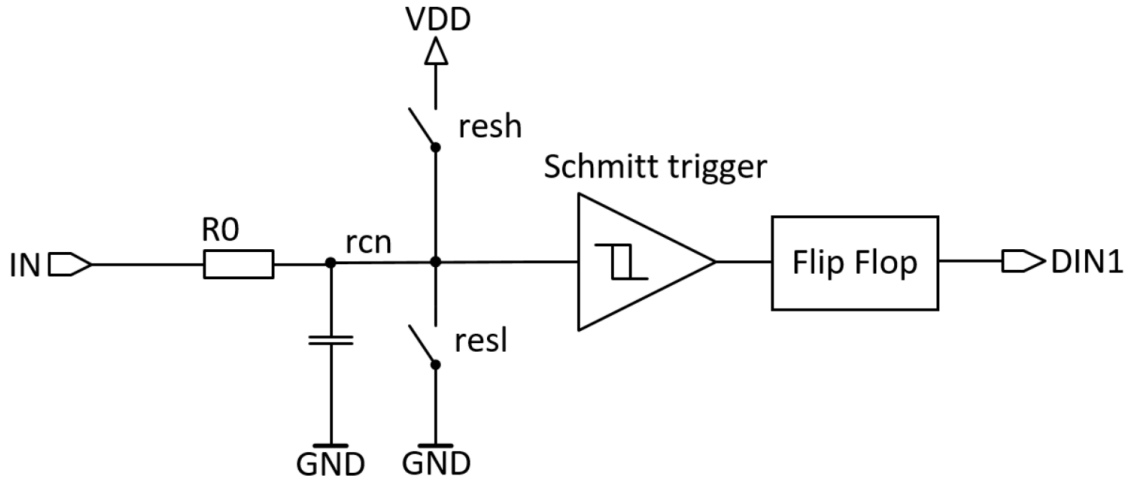 VDD
resh
Schmitt trigger
R0
rcn
IN
Flip Flop
DIN1
resl
GND
GND